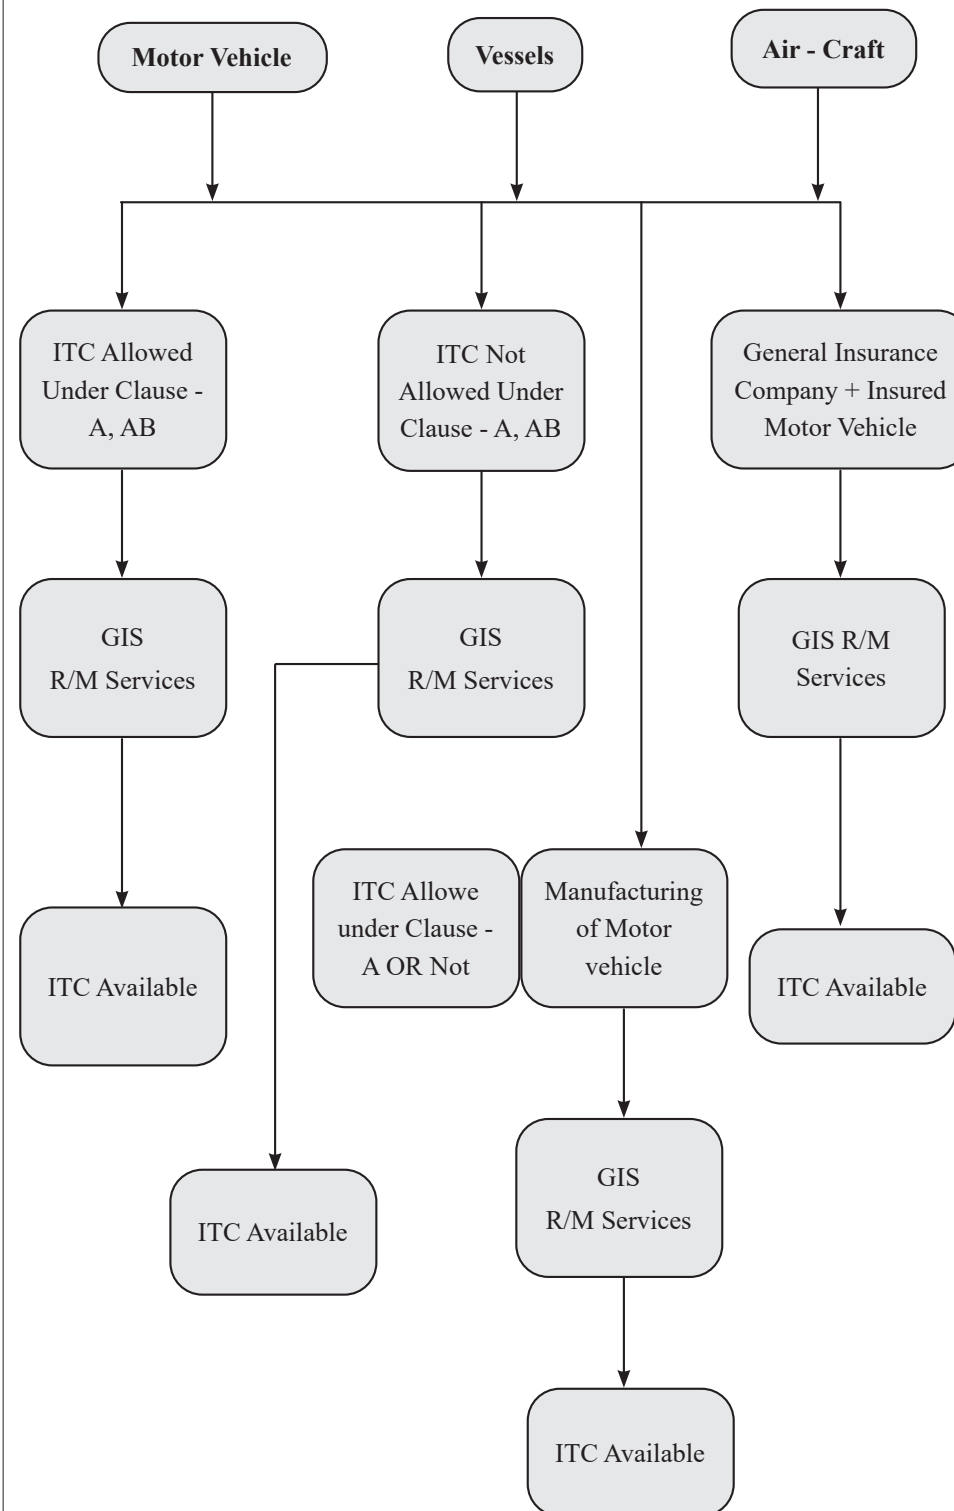 Motor Vehicle
Vessels
Air - Craft
ITC Allowed
Under Clause -
A, AB
ITC Not
Allowed Under
Clause - A, AB
General Insurance
Company + Insured
Motor Vehicle
GIS
R/M Services
GIS
R/M Services
GIS R/M
Services
ITC Allowe
under Clause -
A OR Not
Manufacturing
of Motor
vehicle
ITC Available
ITC Available
GIS
R/M Services
ITC Available
ITC Available